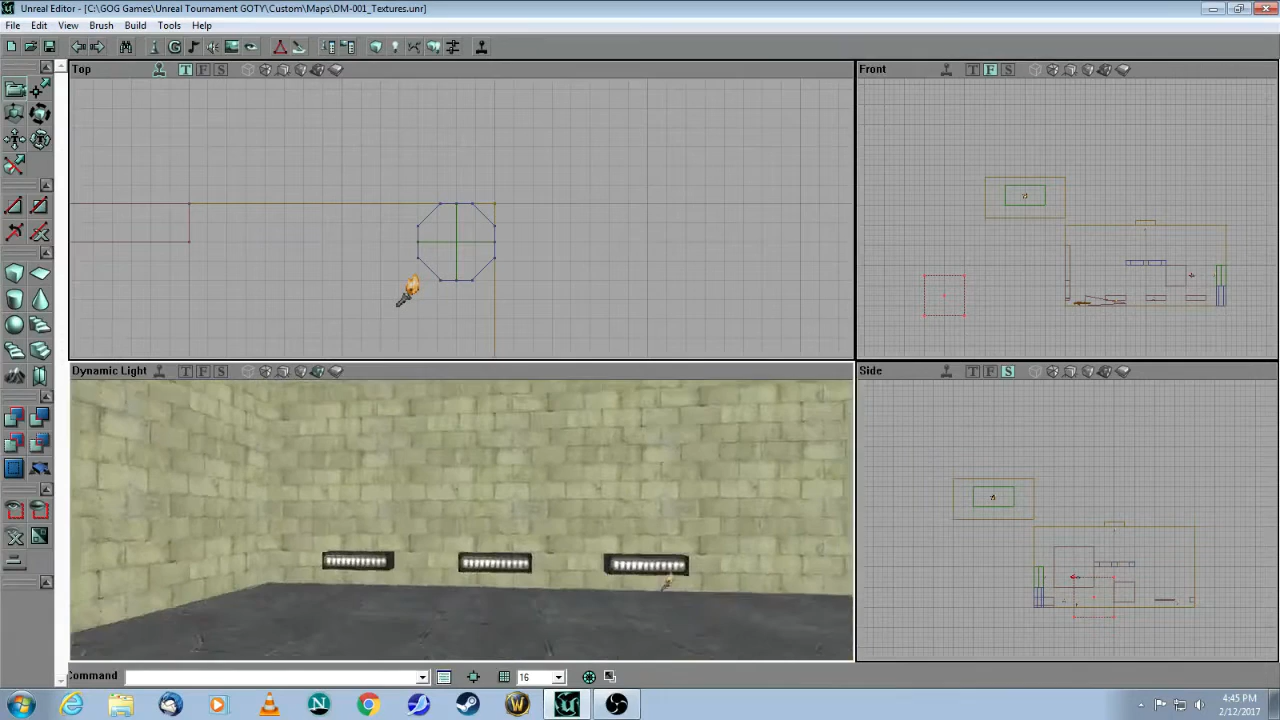 Unreal Editor - [C:\GOG Games\Unreal Tournament GOTY\Custom\Maps\DM-001_Textures.unr]
File Edit View Brush Build Tools Help
Top T F S
Front T F S
Dynamic Light T F S
Side T F S
Command 16
4:45 PM
2/12/2017